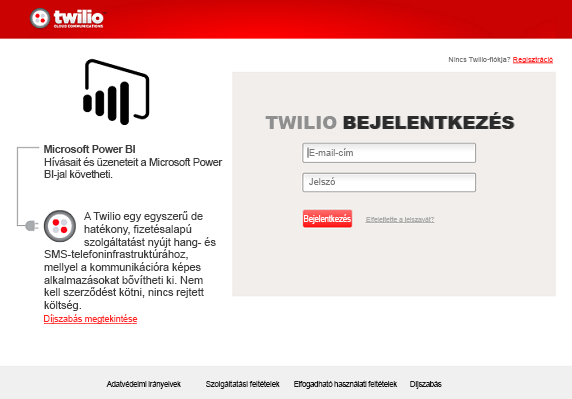 twilio
CLOUD COMMUNICATIONS
Nincs Twilio-fiókja? Regisztráció
TWILIO BEJELENTKEZÉS
E-mail-cím
Jelszó
Bejelentkezés Elfelejtette a jelszavát?
Microsoft Power BI
Hívásait és üzeneteit a Microsoft Power
BI-jal követheti.
A Twilio egy egyszerű de
hatékony, fizetésalapú
szolgáltatást nyújt hang- és
SMS-telefoninfrastruktúrához,
mellyel a kommunikációra képes
alkalmazásokat bővítheti ki. Nem
kell szerződést kötni, nincs rejtett
költség.
Díjszabás megtekintése
Adatvédelmi irányelvek Szolgáltatási feltételek Elfogadható használati feltételek Díjszabás